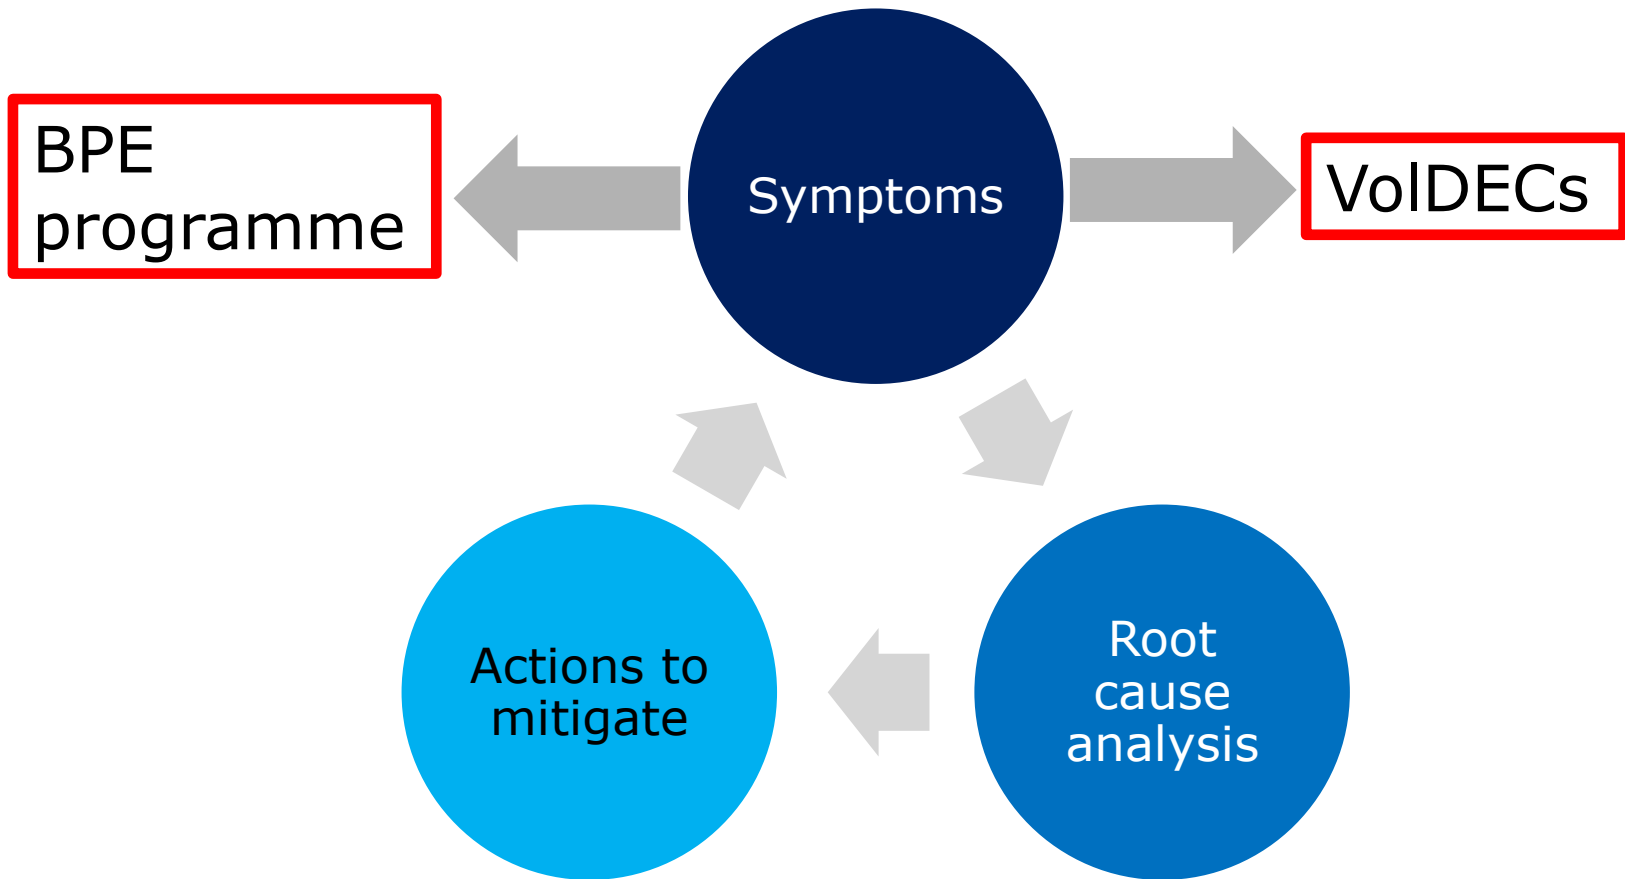 BPE
programme
Symptoms
VolDECs
Actions to
mitigate
Root
cause
analysis